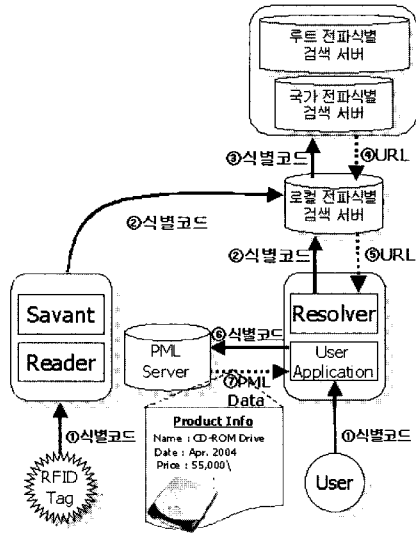 루트 전파식별
검색 서버
국가 전파식별
검색 서버
③식별코드
④URL
로컬 전파식별
검색 서버
②식별코드
②식별코드
⑤URL
Savant
Reader
Resolver
User
Application
PML
Server
⑥식별코드
⑦PML
Data
Product Info
Name : CD-ROM Drive
Date : Apr. 2004
Price : 55,000\
①식별코드
①식별코드
RFID
Tag
User